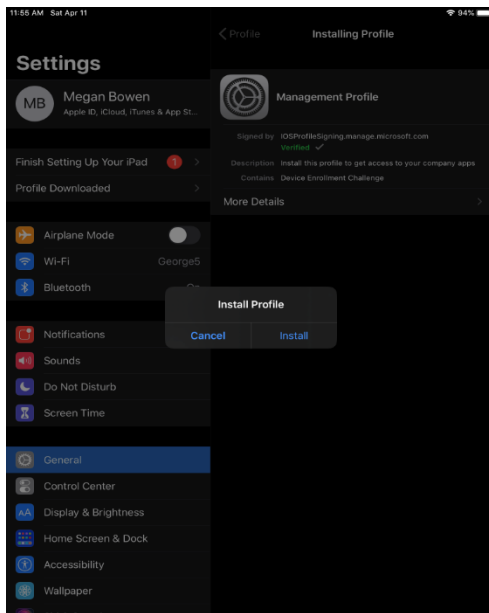 11:55 AM Sat Apr 11
94%
Profile
Installing Profile
Settings
MB
Megan Bowen
Apple ID, iCloud, iTunes & App St...
Finish Setting Up Your iPad
1
Profile Downloaded
Airplane Mode
Wi-Fi
George5
Bluetooth
On
Notifications
Sounds
Do Not Disturb
Screen Time
General
Control Center
AA
Display & Brightness
Home Screen & Dock
Accessibility
Wallpaper
Management Profile
Signed by IOSProfileSigning.manage.microsoft.com
Verified
Description Install this profile to get access to your company apps
Contains Device Enrollment Challenge
More Details
Install Profile
Cancel
Install